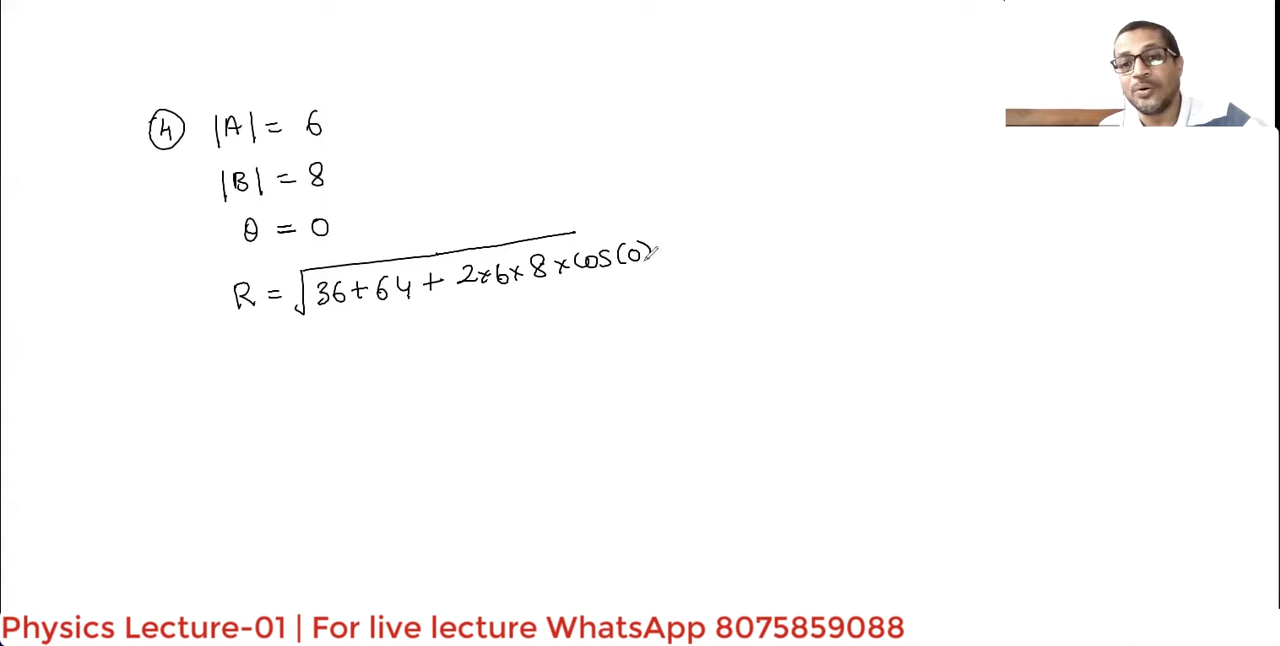 ④ |A| = 6
|B| = 8
θ = 0
R = √36+64 + 2×6×8×cos(0)
Physics Lecture-01 | For live lecture WhatsApp 8075859088